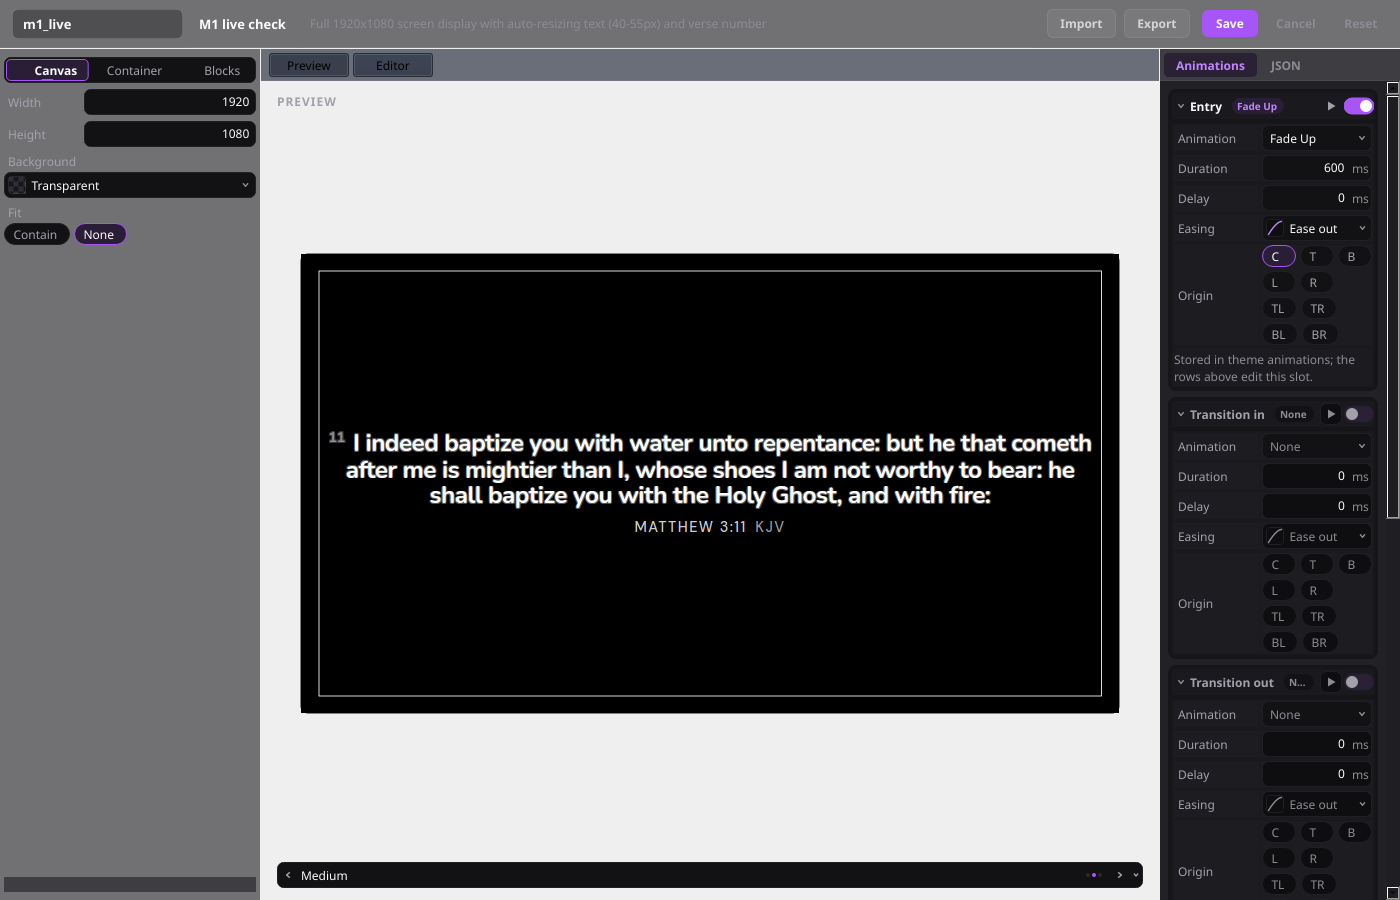 m1_live
M1 live check
Full 1920x1080 screen display with auto-resizing text (40-55px) and verse number
Import
Export
Save
Cancel
Reset
Canvas
Container
Blocks
Width
1920
Height
1080
Background
Transparent
Fit
Contain
None
Preview
Editor
PREVIEW
11 I indeed baptize you with water unto repentance: but he that cometh
after me is mightier than I, whose shoes I am not worthy to bear: he
shall baptize you with the Holy Ghost, and with fire:
MATTHEW 3:11 KJV
Medium
Animations
JSON
Entry
Fade Up
Animation
Fade Up
Duration
600 ms
Delay
0 ms
Easing
Ease out
Origin
C T B
L R
TL TR
BL BR
Stored in theme animations; the
rows above edit this slot.
Transition in
None
Animation
None
Duration
0 ms
Delay
0 ms
Easing
Ease out
Origin
C T B
L R
TL TR
BL BR
Transition out
N...
Animation
None
Duration
0 ms
Delay
0 ms
Easing
Ease out
Origin
C T B
L R
TL TR